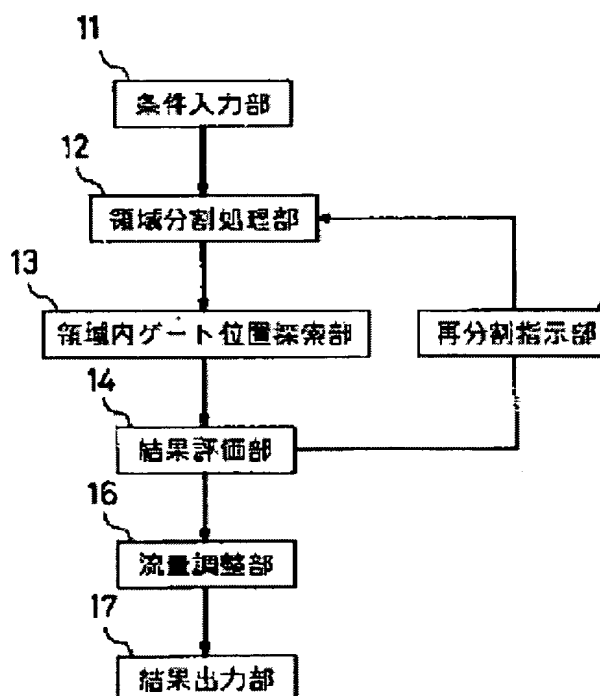 11
条件入力部
12
領域分割処理部
13
領域内ゲート位置探索部
再分割指示部
14
結果評価部
16
流量調整部
17
結果出力部